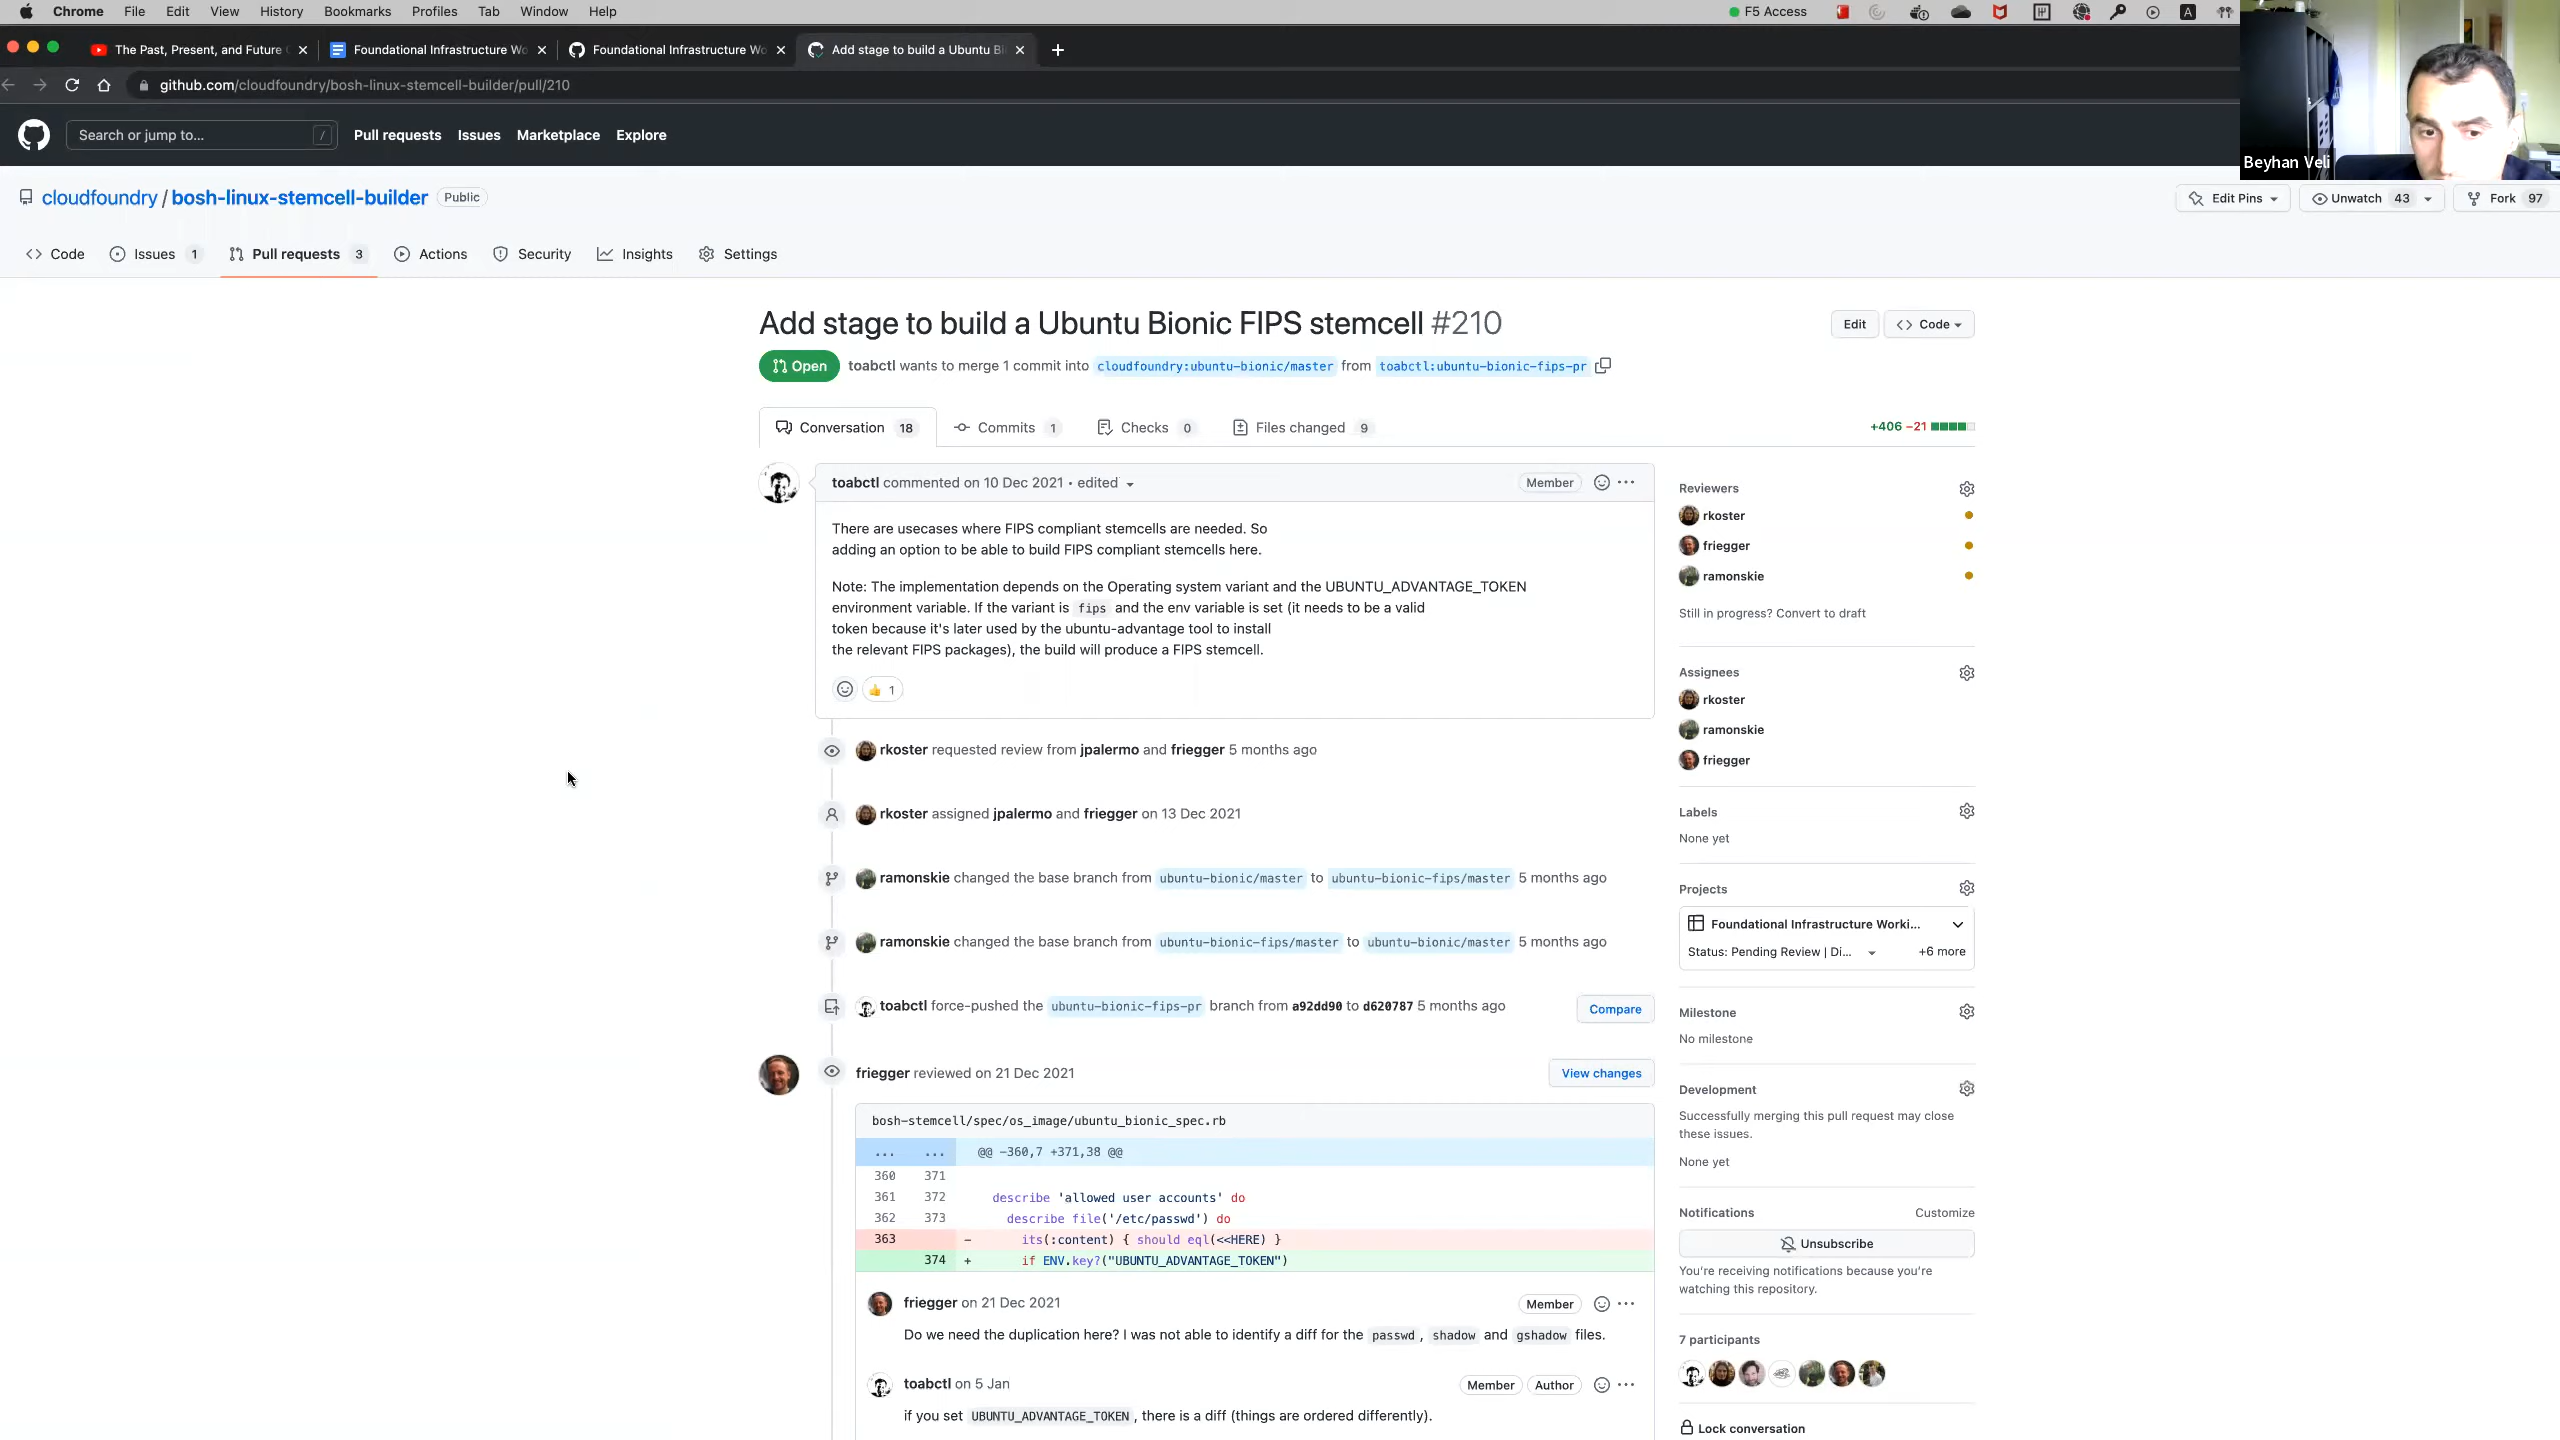 Chrome File Edit View History Bookmarks Profiles Tab Window Help F5 Access A
The Past, Present, and Future Foundational Infrastructure Wo Foundational Infrastructure Wo Add stage to build a Ubuntu Bi
github.com/cloudfoundry/bosh-linux-stemcell-builder/pull/210
Search or jump to... / Pull requests Issues Marketplace Explore
Beyhan Veli
cloudfoundry / bosh-linux-stemcell-builder Public Edit Pins Unwatch 43 Fork 97
Code Issues 1 Pull requests 3 Actions Security Insights Settings
Add stage to build a Ubuntu Bionic FIPS stemcell #210 Edit Code
Open toabctl wants to merge 1 commit into cloudfoundry:ubuntu-bionic/master from toabctl:ubuntu-bionic-fips-pr
Conversation 18 Commits 1 Checks 0 Files changed 9 +406 −21
toabctl commented on 10 Dec 2021 • edited Member
There are usecases where FIPS compliant stemcells are needed. So
adding an option to be able to build FIPS compliant stemcells here.
Note: The implementation depends on the Operating system variant and the UBUNTU_ADVANTAGE_TOKEN
environment variable. If the variant is fips and the env variable is set (it needs to be a valid
token because it's later used by the ubuntu-advantage tool to install
the relevant FIPS packages), the build will produce a FIPS stemcell.
1
rkoster requested review from jpalermo and friegger 5 months ago
rkoster assigned jpalermo and friegger on 13 Dec 2021
ramonskie changed the base branch from ubuntu-bionic/master to ubuntu-bionic-fips/master 5 months ago
ramonskie changed the base branch from ubuntu-bionic-fips/master to ubuntu-bionic/master 5 months ago
toabctl force-pushed the ubuntu-bionic-fips-pr branch from a92dd90 to d620787 5 months ago Compare
friegger reviewed on 21 Dec 2021 View changes
bosh-stemcell/spec/os_image/ubuntu_bionic_spec.rb
... ... @@ -360,7 +371,38 @@
360 371
361 372 describe 'allowed user accounts' do
362 373 describe file('/etc/passwd') do
363 - its(:content) { should eql(<<HERE) }
374 + if ENV.key?("UBUNTU_ADVANTAGE_TOKEN")
friegger on 21 Dec 2021 Member
Do we need the duplication here? I was not able to identify a diff for the passwd , shadow and gshadow files.
toabctl on 5 Jan Member Author
if you set UBUNTU_ADVANTAGE_TOKEN , there is a diff (things are ordered differently).
Reviewers
rkoster
friegger
ramonskie
Still in progress? Convert to draft
Assignees
rkoster
ramonskie
friegger
Labels
None yet
Projects
Foundational Infrastructure Worki...
Status: Pending Review | Di... +6 more
Milestone
No milestone
Development
Successfully merging this pull request may close
these issues.
None yet
Notifications Customize
Unsubscribe
You're receiving notifications because you're
watching this repository.
7 participants
Lock conversation